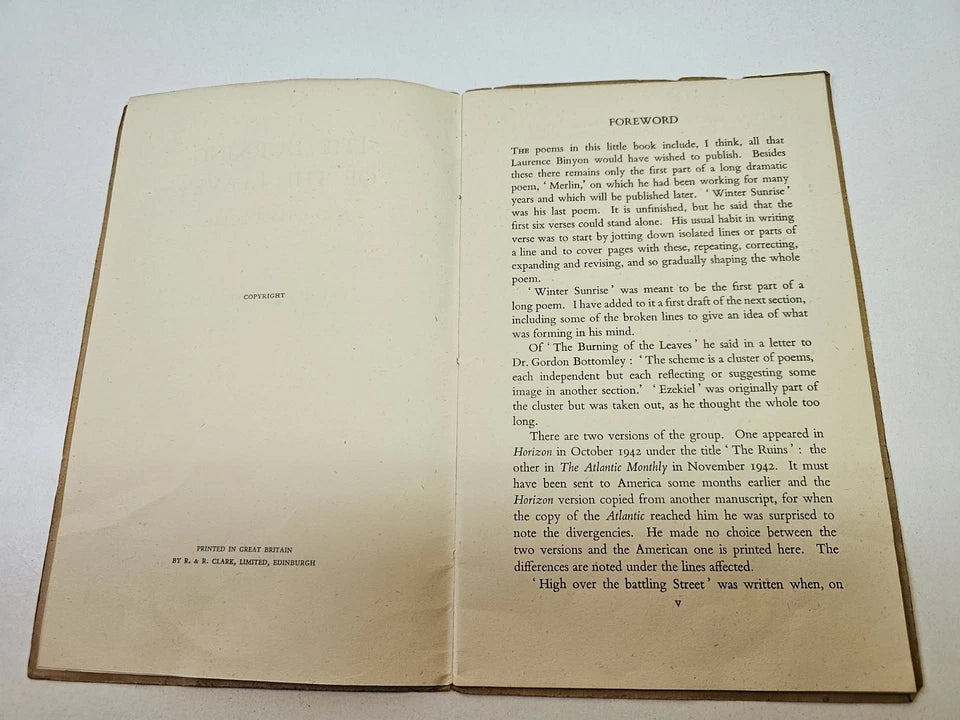 COPYRIGHT
PRINTED IN GREAT BRITAIN
BY R. & R. CLARK, LIMITED, EDINBURGH
FOREWORD
THE poems in this little book include, I think, all that
Laurence Binyon would have wished to publish. Besides
these there remains only the first part of a long dramatic
poem, ‘ Merlin,’ on which he had been working for many
years and which will be published later. ‘ Winter Sunrise ’
was his last poem. It is unfinished, but he said that the
first six verses could stand alone. His usual habit in writing
verse was to start by jotting down isolated lines or parts of
a line and to cover pages with these, repeating, correcting,
expanding and revising, and so gradually shaping the whole
poem.
‘ Winter Sunrise ’ was meant to be the first part of a
long poem. I have added to it a first draft of the next section,
including some of the broken lines to give an idea of what
was forming in his mind.
Of ‘ The Burning of the Leaves ’ he said in a letter to
Dr. Gordon Bottomley : ‘ The scheme is a cluster of poems,
each independent but each reflecting or suggesting some
image in another section.’ ‘ Ezekiel ’ was originally part of
the cluster but was taken out, as he thought the whole too
long.
There are two versions of the group. One appeared in
Horizon in October 1942 under the title ‘ The Ruins ’ : the
other in The Atlantic Monthly in November 1942. It must
have been sent to America some months earlier and the
Horizon version copied from another manuscript, for when
the copy of the Atlantic reached him he was surprised to
note the divergencies. He made no choice between the
two versions and the American one is printed here. The
differences are noted under the lines affected.
‘ High over the battling Street ’ was written when, on
v